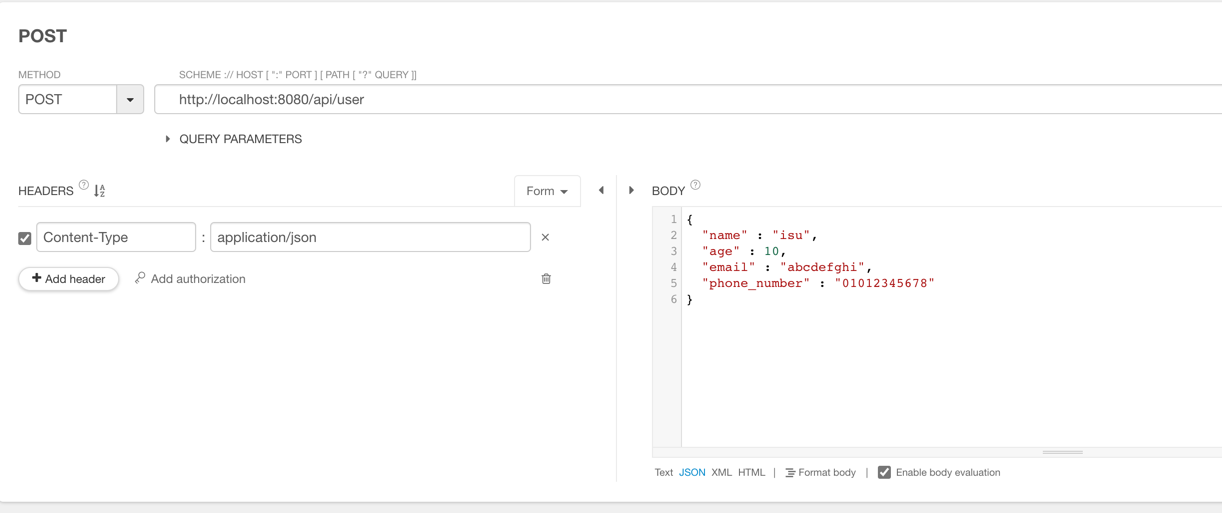 POST
METHOD
SCHEME :// HOST [ ":" PORT ] [ PATH [ "?" QUERY ]]
POST
http://localhost:8080/api/user
QUERY PARAMETERS
HEADERS ? A Z
Form
Content-Type : application/json ×
+ Add header
Add authorization
BODY ?
1 {
2 "name" : "isu",
3 "age" : 10,
4 "email" : "abcdefghi",
5 "phone_number" : "01012345678"
6 }
Text JSON XML HTML | Format body | Enable body evaluation